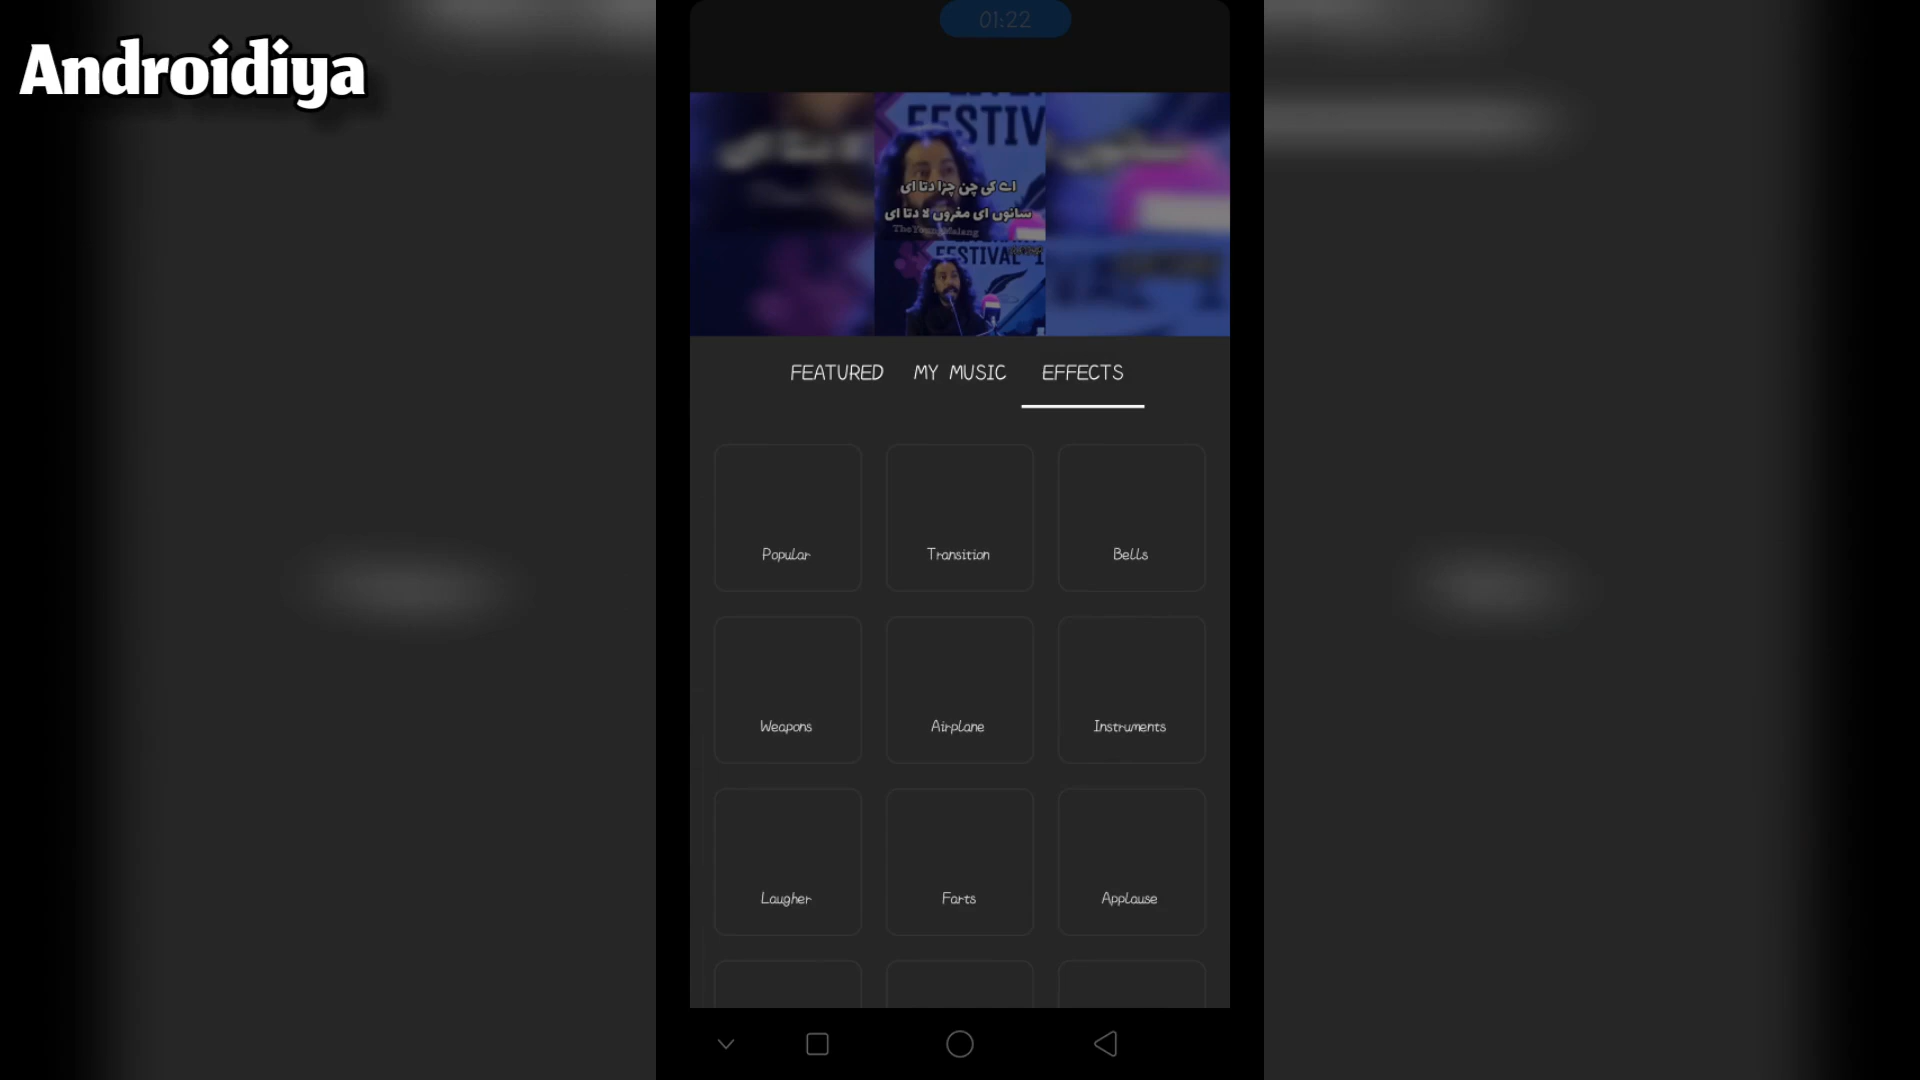 Androidiya
01:22
FESTIV
اے کی چن چڑا دتا ای
سانوں ای مغروں لا دتا ای
TheYoungMalang
FESTIVAL
FEATURED MY MUSIC EFFECTS
Popular Transition Bells
Weapons Airplane Instruments
Laugher Farts Applause